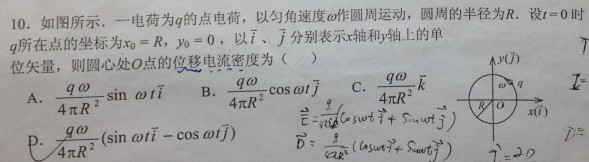 10. 如图所示．一电荷为q的点电荷，以匀角速度ω作圆周运动，圆周的半径为R．设t=0 时
q所在点的坐标为x₀ = R，y₀ = 0，以i⃗、j⃗分别表示x轴和y轴上的单
位矢量，则圆心处O点的位移电流密度为（ ）
A. qω/4πR² sin ωt i⃗ B. qω/4πR² cos ωt j⃗ C. qω/4πR² k⃗
D. qω/4πR² (sin ωt i⃗ − cos ωt j⃗)
(cosωt i⃗ + sinωt j⃗)
D⃗ = q/4πR² (cosωt i⃗ + sinωt j⃗)
y(j⃗)
ω q
R O x(i⃗)